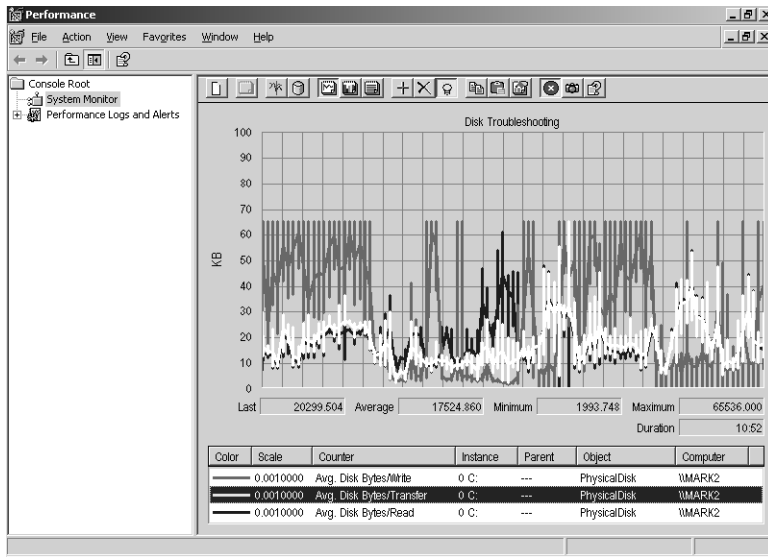 Performance
File Action View Favorites Window Help
Console Root
System Monitor
Performance Logs and Alerts
Disk Troubleshooting
100
90
80
70
60
50
40
30
20
10
0
KB
Last 20299.504 Average 17524.860 Minimum 1993.748 Maximum 65536.000
Duration 10:52
Color Scale Counter Instance Parent Object Computer
0.0010000 Avg. Disk Bytes/Write 0 C: --- PhysicalDisk \\MARK2
0.0010000 Avg. Disk Bytes/Transfer 0 C: --- PhysicalDisk \\MARK2
0.0010000 Avg. Disk Bytes/Read 0 C: --- PhysicalDisk \\MARK2